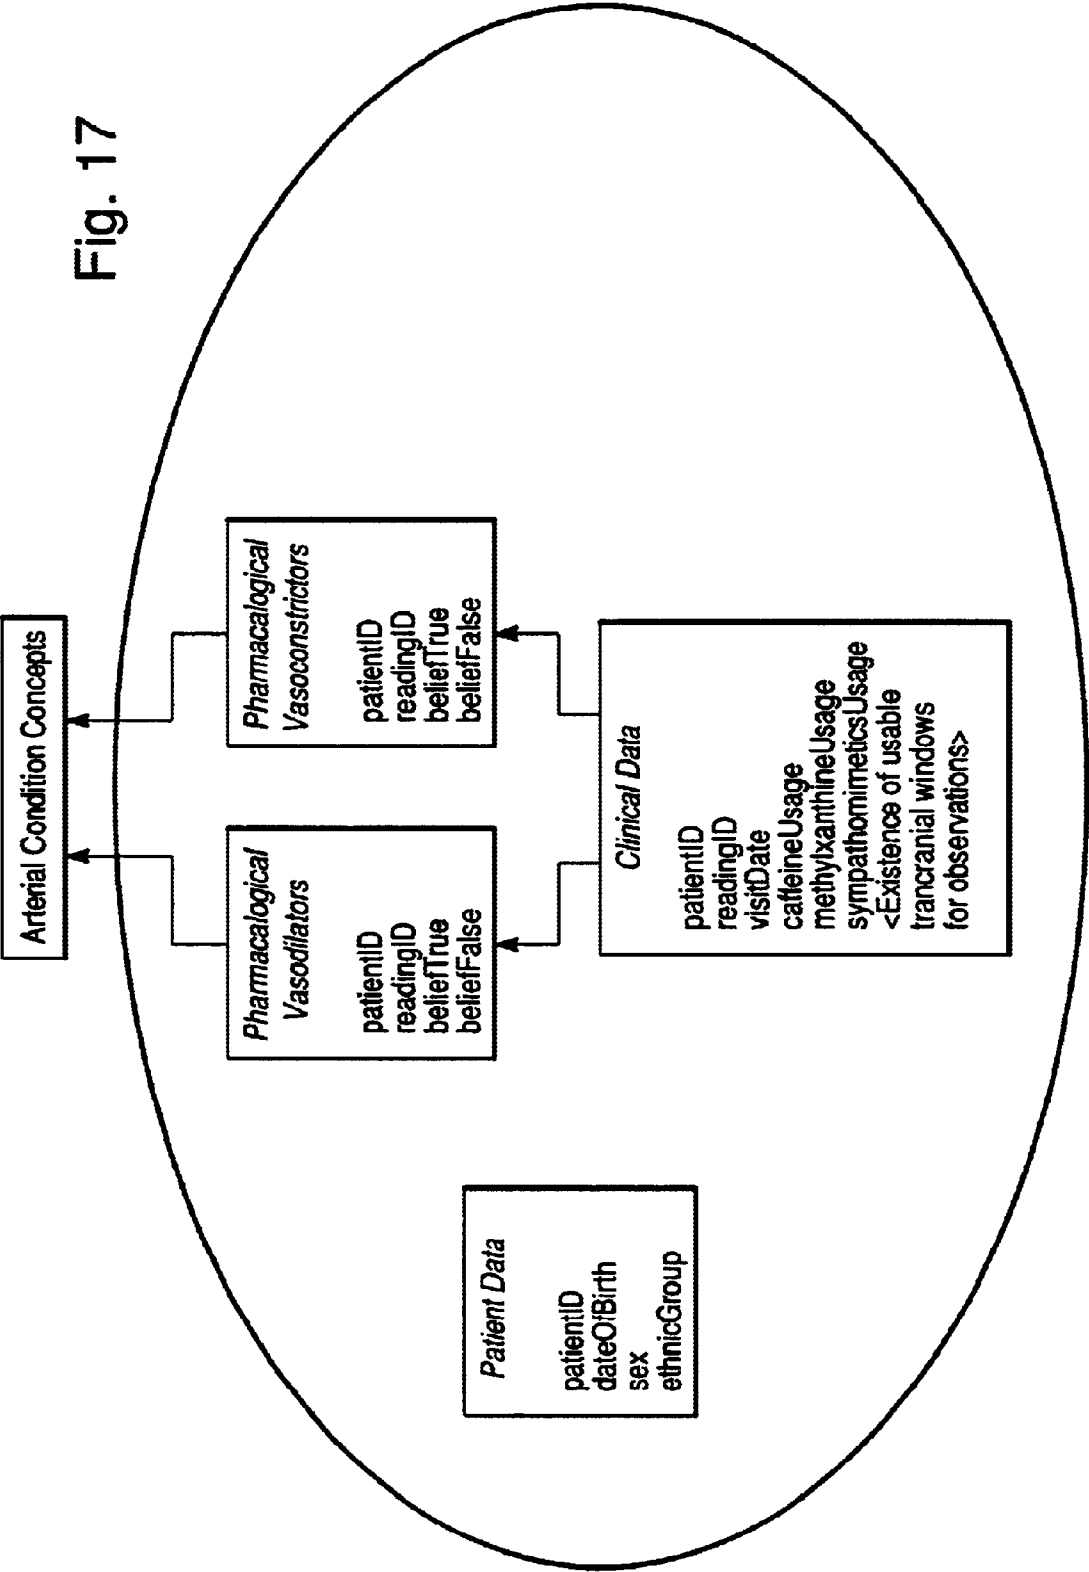 Fig. 17
Arterial Condition Concepts
Pharmacalogical
Vasodilators
patientID
readingID
beliefTrue
beliefFalse
Pharmacalogical
Vasoconstrictors
patientID
readingID
beliefTrue
beliefFalse
Patient Data
patientID
dateOfBirth
sex
ethnicGroup
Clinical Data
patientID
readingID
visitDate
caffeineUsage
methylxanthineUsage
sympathomimeticsUsage
<Existence of usable
trancranial windows
for observations>